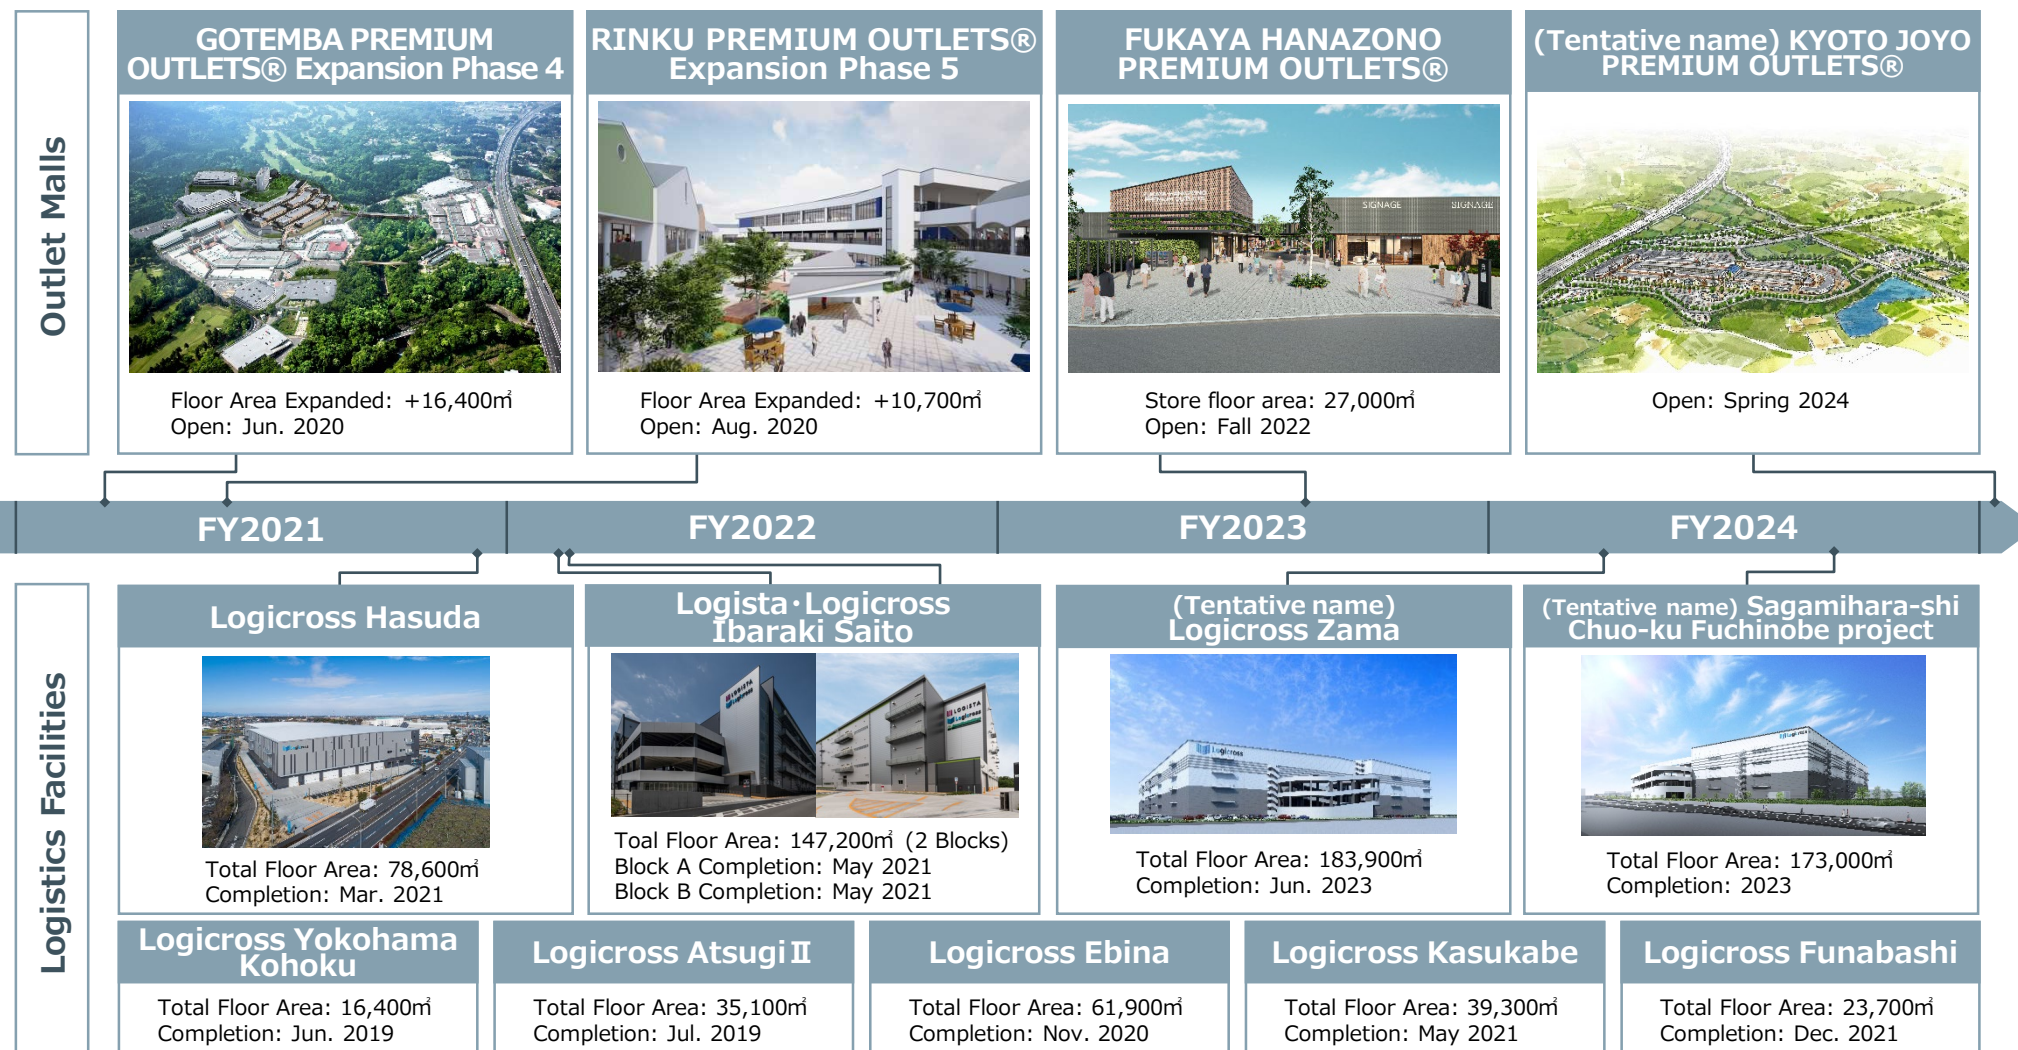 Outlet Malls
GOTEMBA PREMIUM
OUTLETS® Expansion Phase 4
Floor Area Expanded: +16,400㎡
Open: Jun. 2020
RINKU PREMIUM OUTLETS®
Expansion Phase 5
Floor Area Expanded: +10,700㎡
Open: Aug. 2020
FUKAYA HANAZONO
PREMIUM OUTLETS®
SIGNAGE
SIGNAGE
Store floor area: 27,000㎡
Open: Fall 2022
(Tentative name) KYOTO JOYO
PREMIUM OUTLETS®
Open: Spring 2024
FY2021
FY2022
FY2023
FY2024
Logistics Facilities
Logicross Hasuda
Logicross
Total Floor Area: 78,600㎡
Completion: Mar. 2021
Logista・Logicross
Ibaraki Saito
LOGISTA
Logicross
LOGISTA
Logicross
Toal Floor Area: 147,200㎡ (2 Blocks)
Block A Completion: May 2021
Block B Completion: May 2021
(Tentative name)
Logicross Zama
Logicross
Total Floor Area: 183,900㎡
Completion: Jun. 2023
(Tentative name) Sagamihara-shi
Chuo-ku Fuchinobe project
Logicross
Total Floor Area: 173,000㎡
Completion: 2023
Logicross Yokohama
Kohoku
Total Floor Area: 16,400㎡
Completion: Jun. 2019
Logicross AtsugiⅡ
Total Floor Area: 35,100㎡
Completion: Jul. 2019
Logicross Ebina
Total Floor Area: 61,900㎡
Completion: Nov. 2020
Logicross Kasukabe
Total Floor Area: 39,300㎡
Completion: May 2021
Logicross Funabashi
Total Floor Area: 23,700㎡
Completion: Dec. 2021